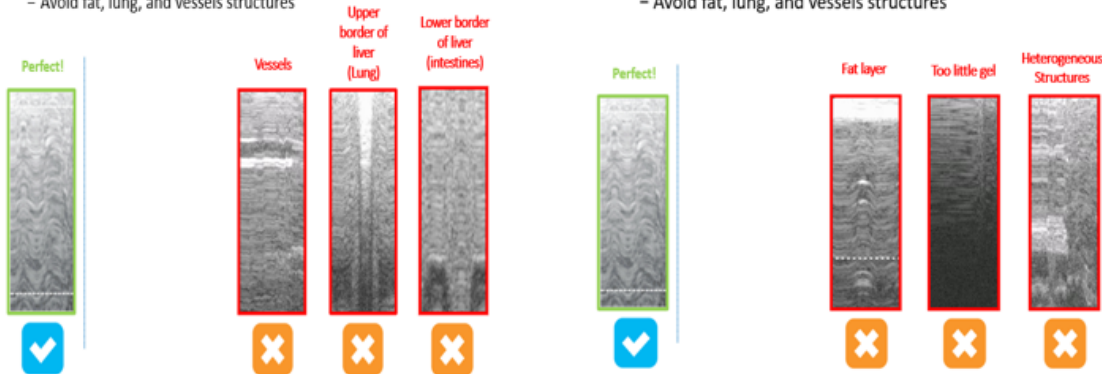 – Avoid fat, lung, and vessels structures
Perfect!
Vessels
Upper
border of
liver
(Lung)
Lower border
of liver
(intestines)
– Avoid fat, lung, and vessels structures
Perfect!
Fat layer
Too little gel
Heterogeneous
Structures